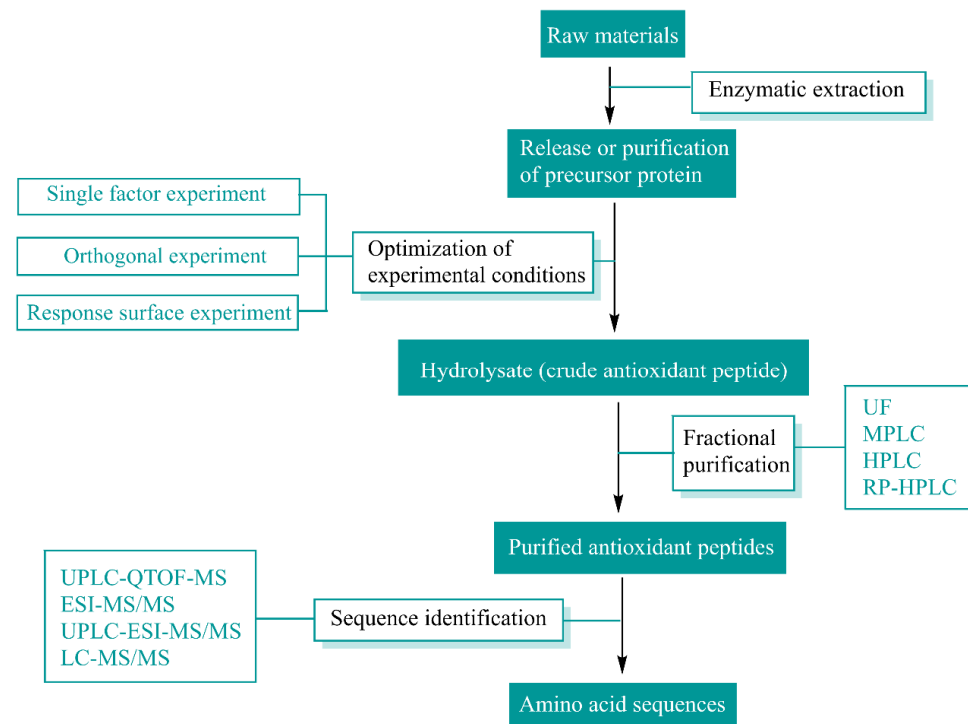 Raw materials
Enzymatic extraction
Release or purification
of precursor protein
Single factor experiment
Orthogonal experiment
Response surface experiment
Optimization of
experimental conditions
Hydrolysate (crude antioxidant peptide)
Fractional
purification
UF
MPLC
HPLC
RP-HPLC
Purified antioxidant peptides
UPLC-QTOF-MS
ESI-MS/MS
UPLC-ESI-MS/MS
LC-MS/MS
Sequence identification
Amino acid sequences